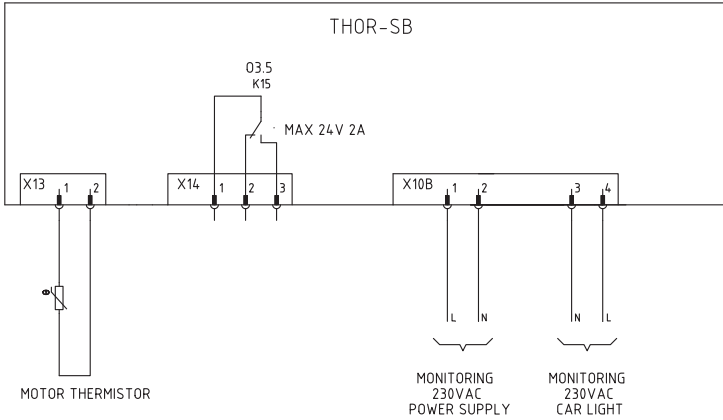 THOR-SB
03.5
K15
MAX 24V 2A
X13 1 2
X14 1 2 3
X10B 1 2 3 4
θ
L N N L
MOTOR THERMISTOR
MONITORING
230VAC
POWER SUPPLY
MONITORING
230VAC
CAR LIGHT